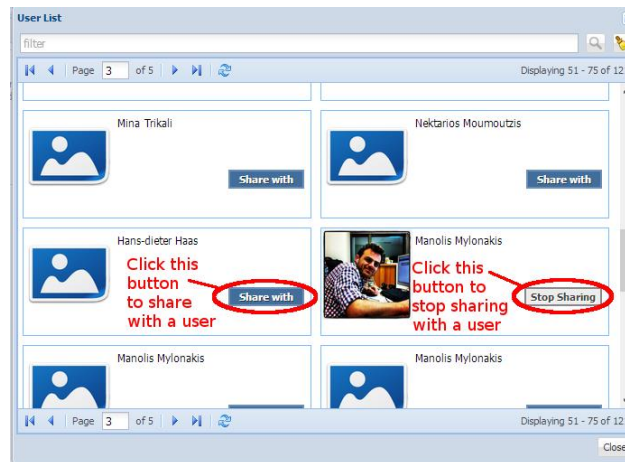 User List
filter
Page 3 of 5 Displaying 51 - 75 of 12
Mina Trikali Nektarios Moumoutzis
Share with Share with
Hans-dieter Haas Manolis Mylonakis
Click this
button
to share
with a user
Share with
Click this
button to
stop sharing
with a user
Stop Sharing
Manolis Mylonakis Manolis Mylonakis
Page 3 of 5 Displaying 51 - 75 of 12
Close